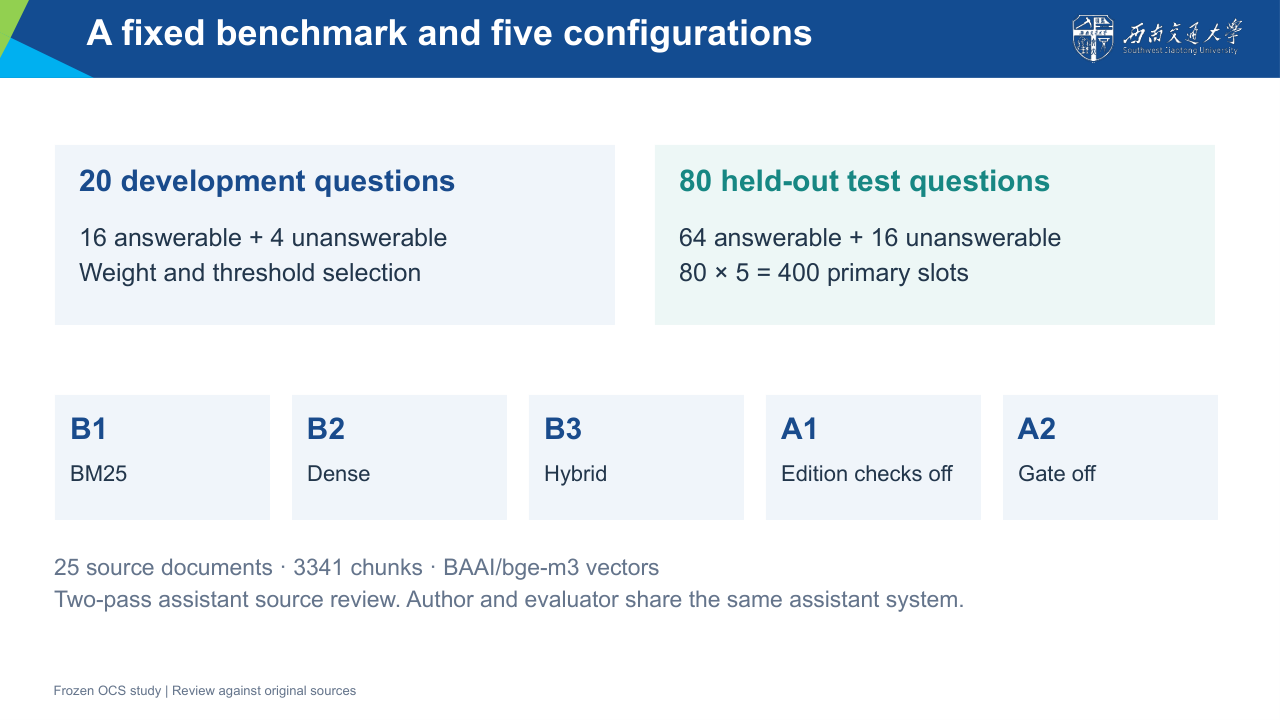 A fixed benchmark and five configurations
西南交通大学
Southwest Jiaotong University
20 development questions
16 answerable + 4 unanswerable
Weight and threshold selection
80 held-out test questions
64 answerable + 16 unanswerable
80 × 5 = 400 primary slots
B1
BM25
B2
Dense
B3
Hybrid
A1
Edition checks off
A2
Gate off
25 source documents · 3341 chunks · BAAI/bge-m3 vectors
Two-pass assistant source review. Author and evaluator share the same assistant system.
Frozen OCS study | Review against original sources